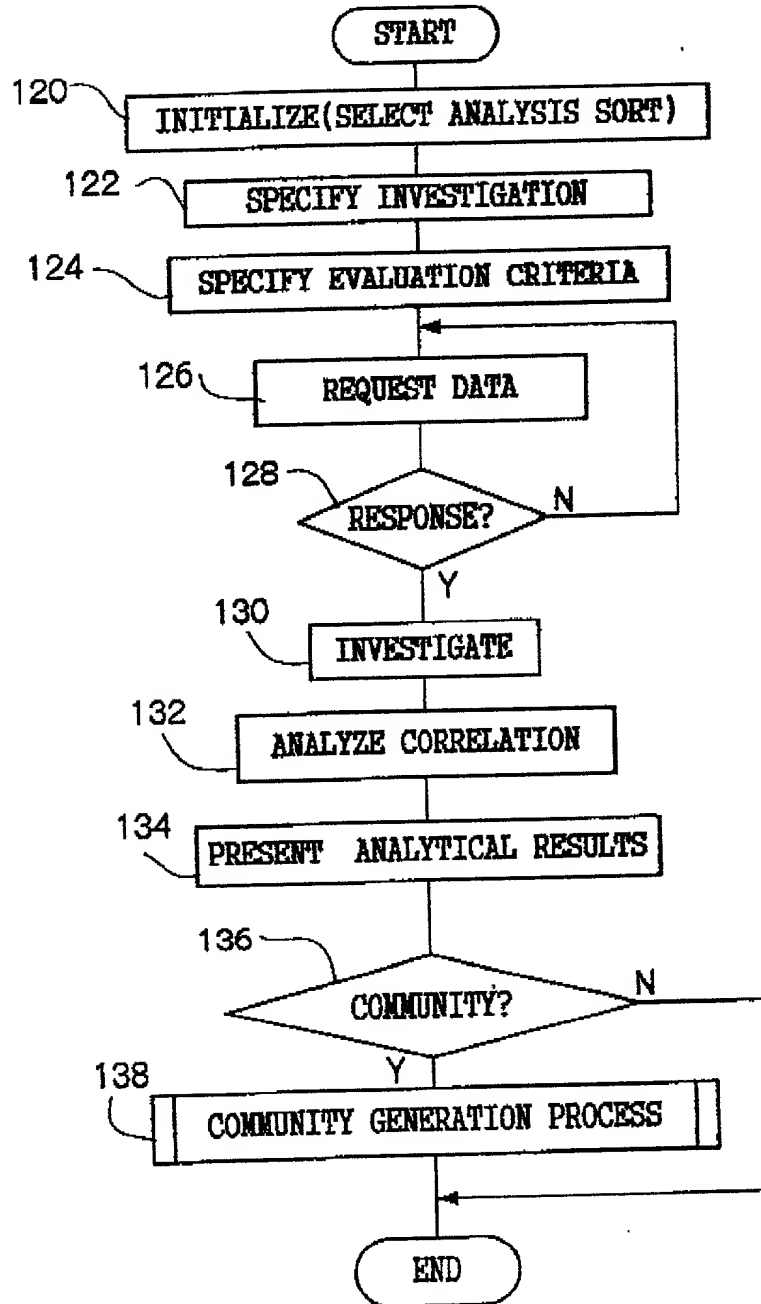 START
120
INITIALIZE(SELECT ANALYSIS SORT)
122
SPECIFY INVESTIGATION
124
SPECIFY EVALUATION CRITERIA
126
REQUEST DATA
128
RESPONSE?
N
Y
130
INVESTIGATE
132
ANALYZE CORRELATION
134
PRESENT ANALYTICAL RESULTS
136
COMMUNITY?
N
Y
138
COMMUNITY GENERATION PROCESS
END